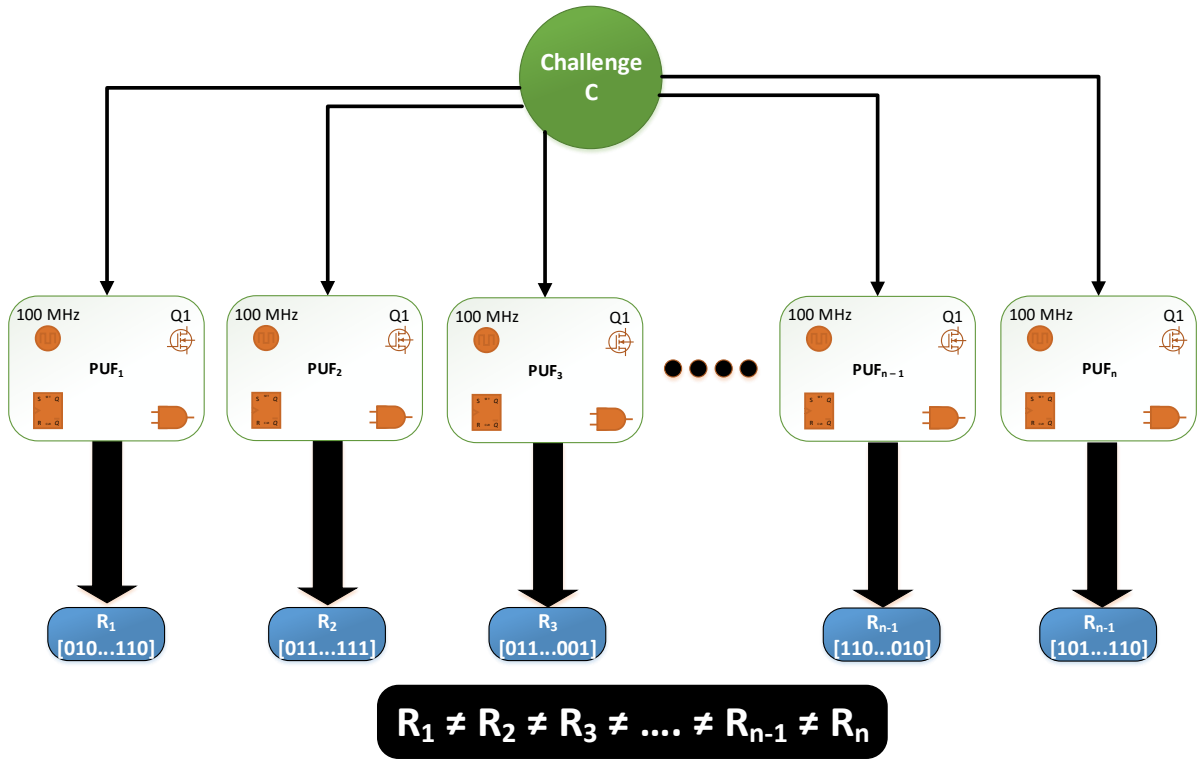 Challenge
C
100 MHz
Q1
PUF₁
100 MHz
Q1
PUF₂
100 MHz
Q1
PUF₃
100 MHz
Q1
PUFₙ₋₁
100 MHz
Q1
PUFₙ
S Q
R Q
S Q
R Q
S Q
R Q
S Q
R Q
S Q
R Q
R₁
[010...110]
R₂
[011...111]
R₃
[011...001]
Rₙ₋₁
[110...010]
Rₙ₋₁
[101...110]
R₁ ≠ R₂ ≠ R₃ ≠ .... ≠ Rₙ₋₁ ≠ Rₙ